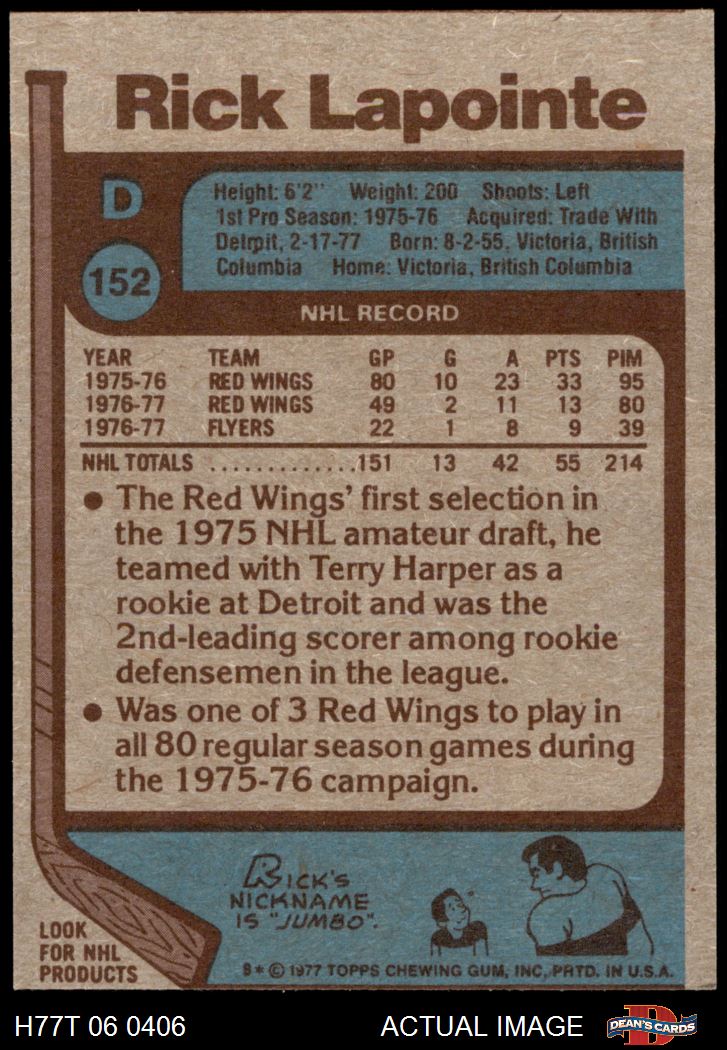 Rick Lapointe
D
152
Height: 6'2" Weight: 200 Shoots: Left
1st Pro Season: 1975-76 Acquired: Trade With
Detroit, 2-17-77 Born: 8-2-55, Victoria, British
Columbia Home: Victoria, British Columbia
NHL RECORD
YEAR TEAM GP G A PTS PIM
1975-76 RED WINGS 80 10 23 33 95
1976-77 RED WINGS 49 2 11 13 80
1976-77 FLYERS 22 1 8 9 39
NHL TOTALS .............151 13 42 55 214
● The Red Wings' first selection in
the 1975 NHL amateur draft, he
teamed with Terry Harper as a
rookie at Detroit and was the
2nd-leading scorer among rookie
defensemen in the league.
● Was one of 3 Red Wings to play in
all 80 regular season games during
the 1975-76 campaign.
RICK'S
NICKNAME
IS "JUMBO".
LOOK
FOR NHL
PRODUCTS
8* © 1977 TOPPS CHEWING GUM, INC. PRTD. IN U.S.A.
H77T 06 0406 ACTUAL IMAGE
D
DEAN'S CARDS